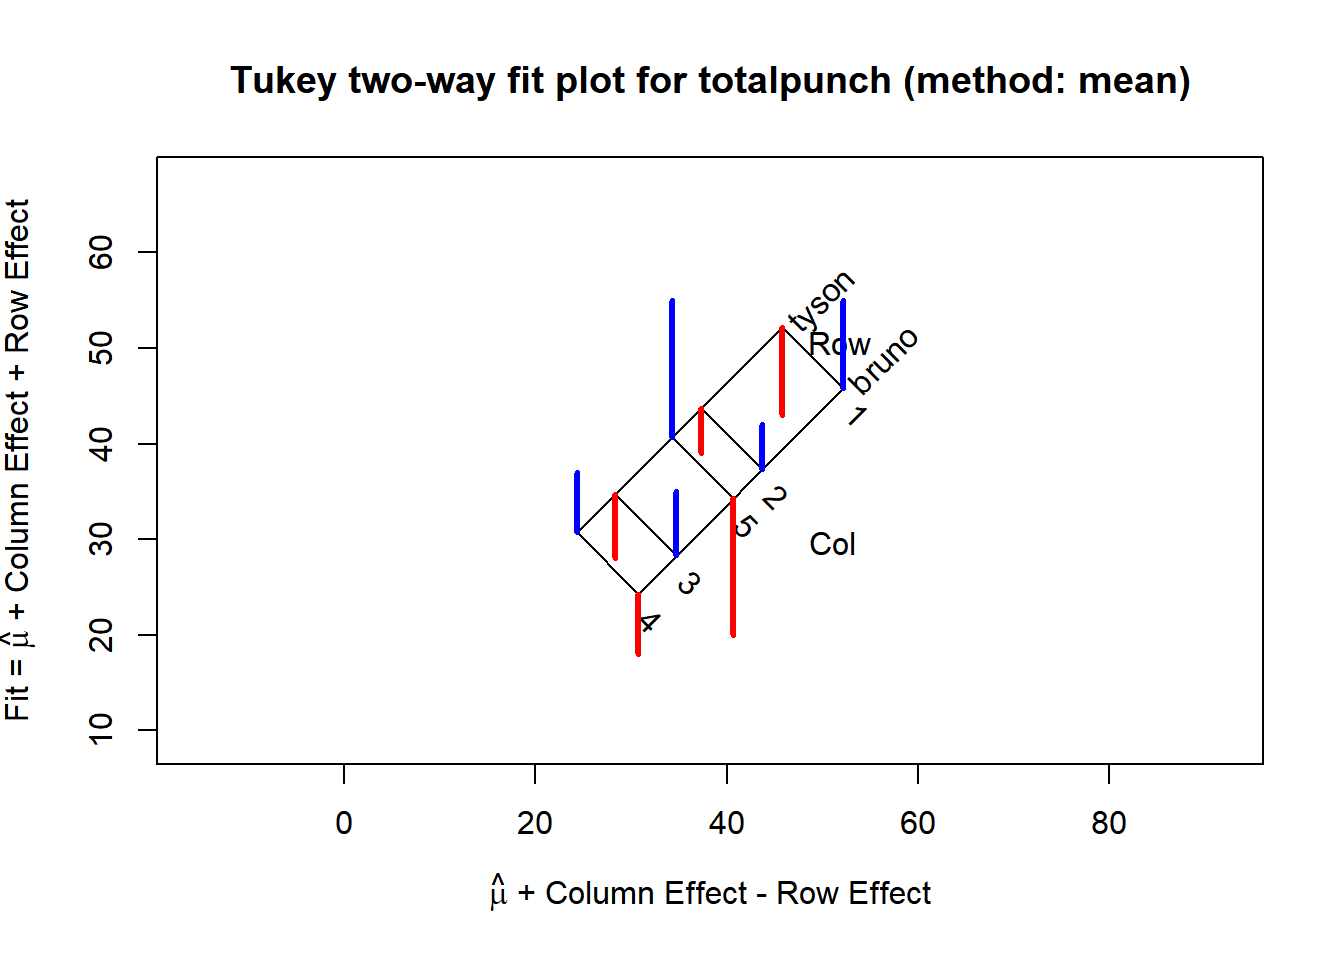 Tukey two-way fit plot for totalpunch (method: mean)
Fit = μ̂ + Column Effect + Row Effect
60
50
40
30
20
10
tyson
Row
bruno
1
2
5
Col
3
4
0 20 40 60 80
μ̂ + Column Effect - Row Effect